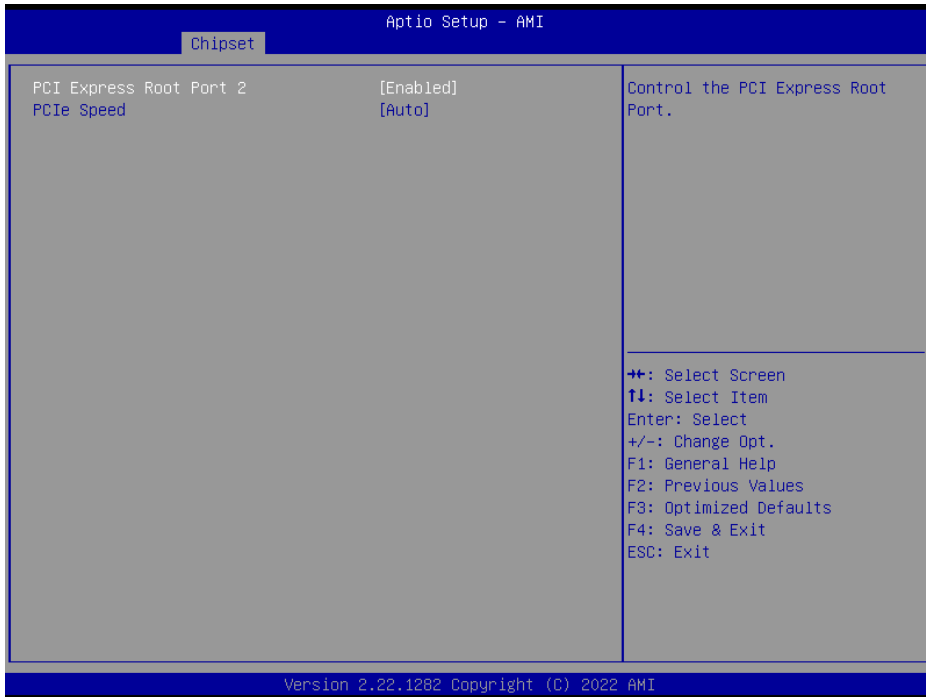 Aptio Setup - AMI
Chipset
PCI Express Root Port 2 [Enabled]
PCIe Speed [Auto]
Control the PCI Express Root
Port.
→←: Select Screen
↑↓: Select Item
Enter: Select
+/-: Change Opt.
F1: General Help
F2: Previous Values
F3: Optimized Defaults
F4: Save & Exit
ESC: Exit
Version 2.22.1282 Copyright (C) 2022 AMI